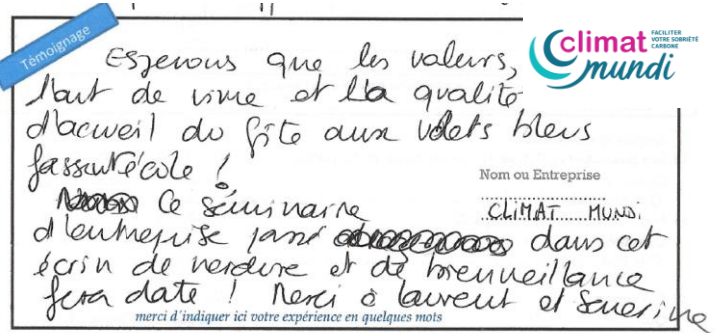 Témoignage
climat mundi
FACILITER
VOTRE SOBRIÉTÉ
CARBONE
Espérons que les valeurs,
l'art de vivre et la qualité
d'accueil du gîte aux volets bleus
fassent école !
Nom ou Entreprise
CLIMAT MUNDI
Ce séminaire
d'entreprise passé dans cet
écrin de verdure et de bienveillance
fera date ! Merci à Laurent et Séverine
merci d'indiquer ici votre expérience en quelques mots